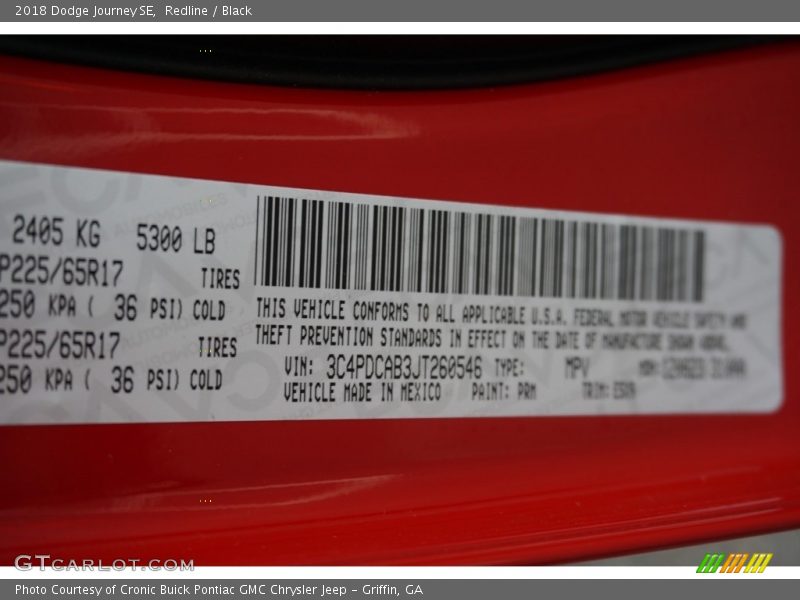 2018 Dodge Journey SE, Redline / Black
2405 KG 5300 LB
P225/65R17 TIRES
250 KPA ( 36 PSI) COLD
P225/65R17 TIRES
250 KPA ( 36 PSI) COLD
THIS VEHICLE CONFORMS TO ALL APPLICABLE U.S.A. FEDERAL MOTOR VEHICLE SAFETY AND
THEFT PREVENTION STANDARDS IN EFFECT ON THE DATE OF MANUFACTURE SHOWN ABOVE.
VIN: 3C4PDCAB3JT260546 TYPE: MPV
VEHICLE MADE IN MEXICO PAINT: PRM TRIM:
GTCARLOT.COM
Photo Courtesy of Cronic Buick Pontiac GMC Chrysler Jeep - Griffin, GA